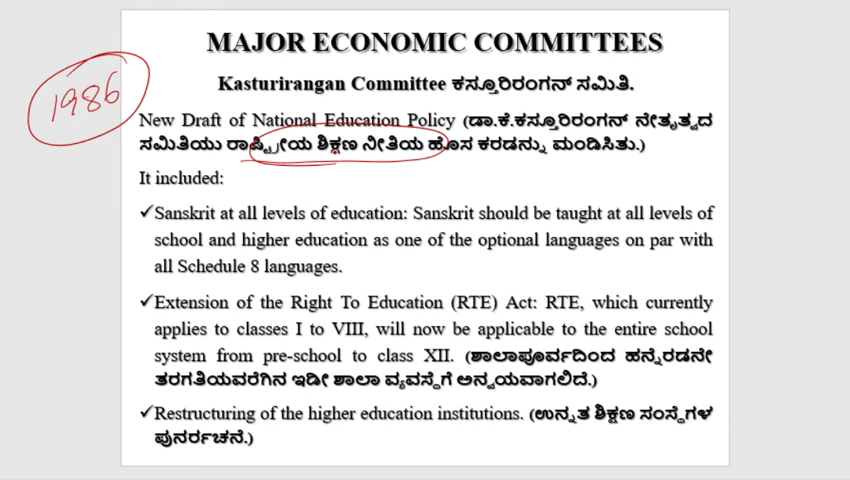 MAJOR ECONOMIC COMMITTEES
1986
Kasturirangan Committee ಕಸ್ತೂರಿರಂಗನ್ ಸಮಿತಿ.
New Draft of National Education Policy (ಡಾ.ಕೆ.ಕಸ್ತೂರಿರಂಗನ್ ನೇತೃತ್ವದ
ಸಮಿತಿಯು ರಾಷ್ಟ್ರೀಯ ಶಿಕ್ಷಣ ನೀತಿಯ ಹೊಸ ಕರಡನ್ನು ಮಂಡಿಸಿತು.)
It included:
✓Sanskrit at all levels of education: Sanskrit should be taught at all levels of
school and higher education as one of the optional languages on par with
all Schedule 8 languages.
✓Extension of the Right To Education (RTE) Act: RTE, which currently
applies to classes I to VIII, will now be applicable to the entire school
system from pre-school to class XII. (ಶಾಲಾಪೂರ್ವದಿಂದ ಹನ್ನೆರಡನೇ
ತರಗತಿಯವರೆಗಿನ ಇಡೀ ಶಾಲಾ ವ್ಯವಸ್ಥೆಗೆ ಅನ್ವಯವಾಗಲಿದೆ.)
✓Restructuring of the higher education institutions. (ಉನ್ನತ ಶಿಕ್ಷಣ ಸಂಸ್ಥೆಗಳ
ಪುನರ್ರಚನೆ.)